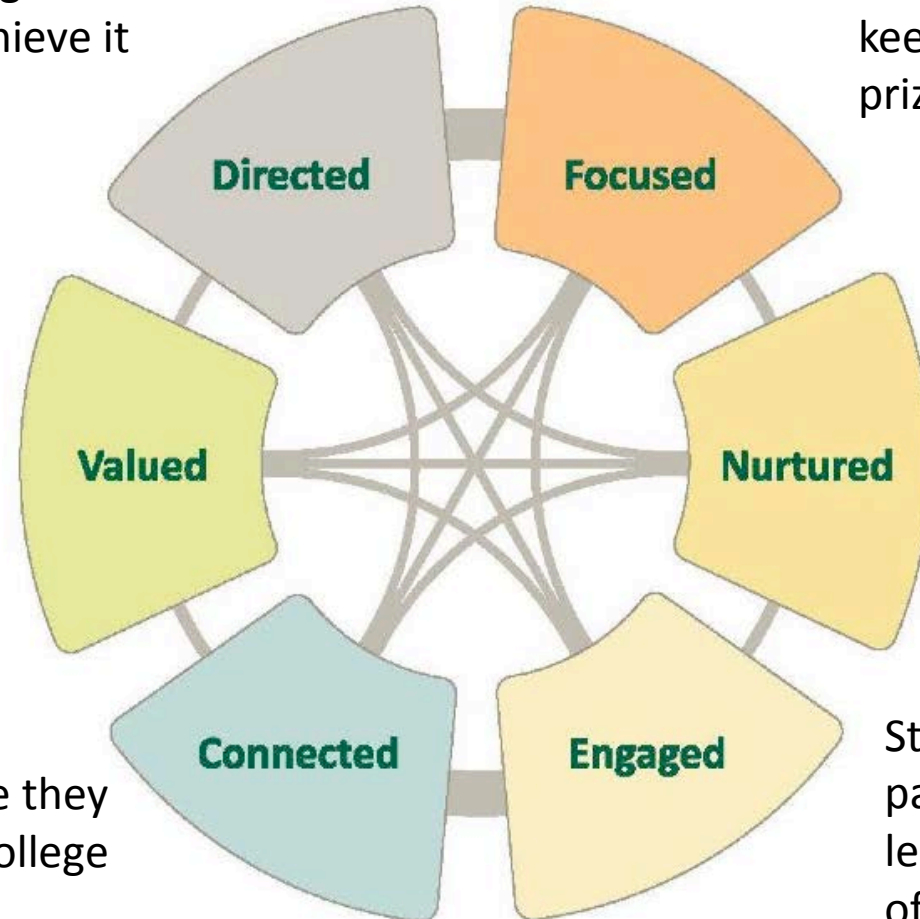 hieve it
Directed
Focused
Valued
Nurtured
Connected
Engaged
e they
ollege
St
pa
le
of
kee
priz